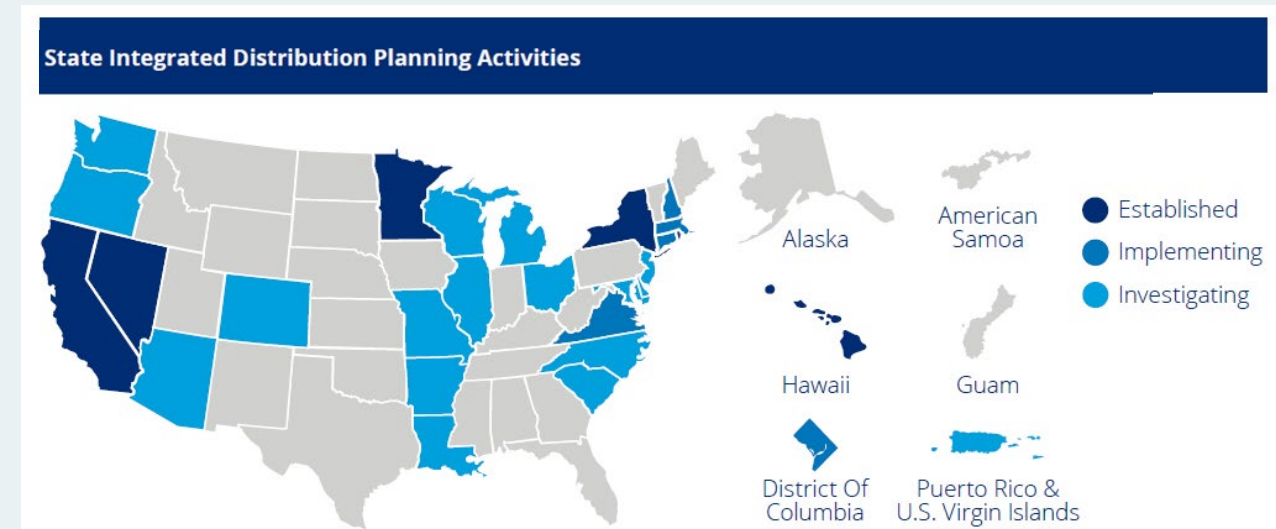 State Integrated Distribution Planning Activities
Alaska
American
Samoa
Established
Implementing
Investigating
Hawaii
Guam
District Of
Columbia
Puerto Rico &
U.S. Virgin Islands